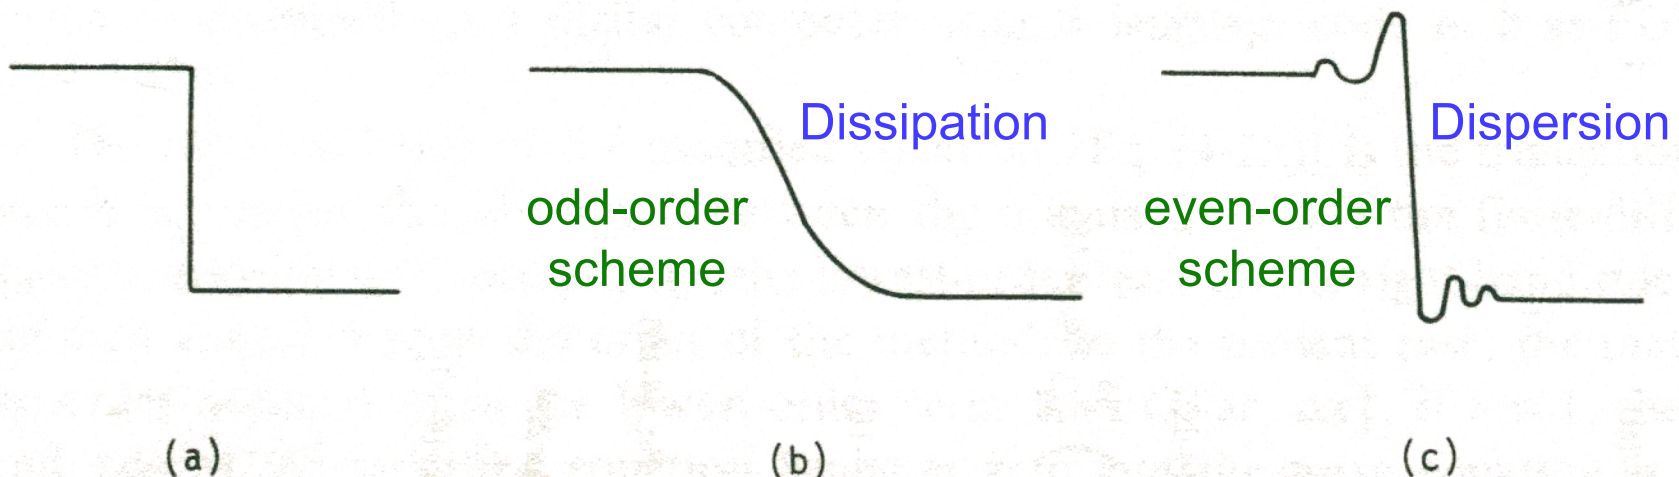 Dissipation
Dispersion
odd-order
scheme
even-order
scheme
(a)
(b)
(c)